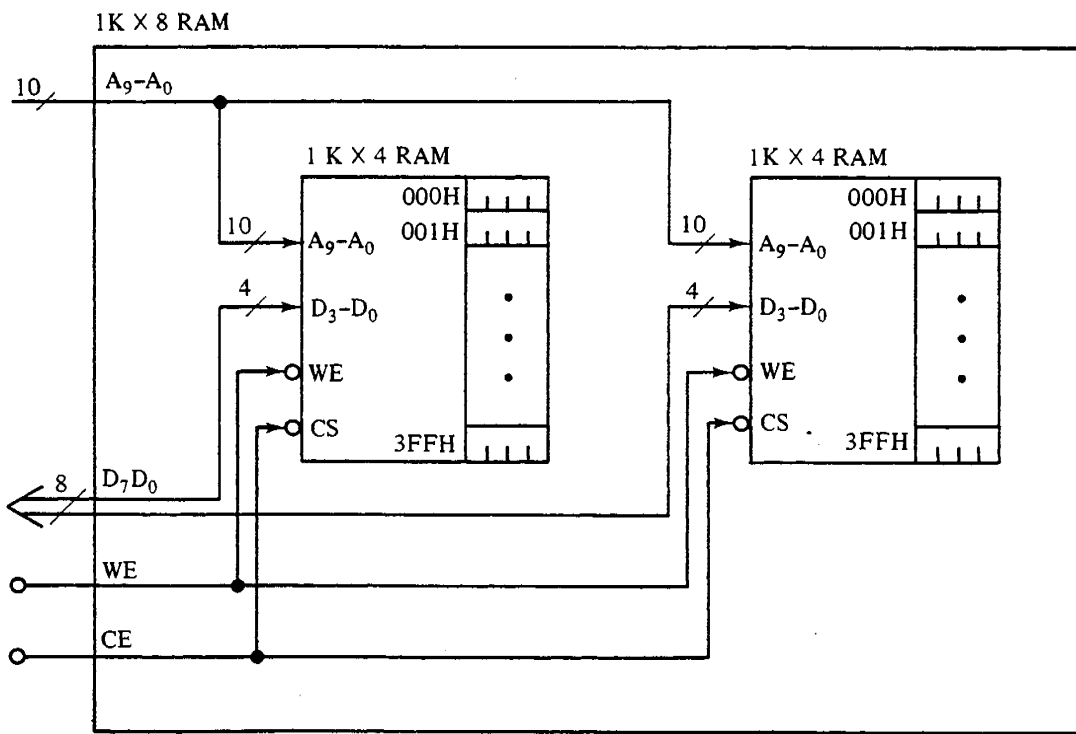 1K × 8 RAM
10
A₉-A₀
1 K × 4 RAM
000H
001H
10
A₉-A₀
4
D₃-D₀
WE
CS
3FFH
1 K × 4 RAM
000H
001H
10
A₉-A₀
4
D₃-D₀
WE
CS
3FFH
8
D₇D₀
WE
CE